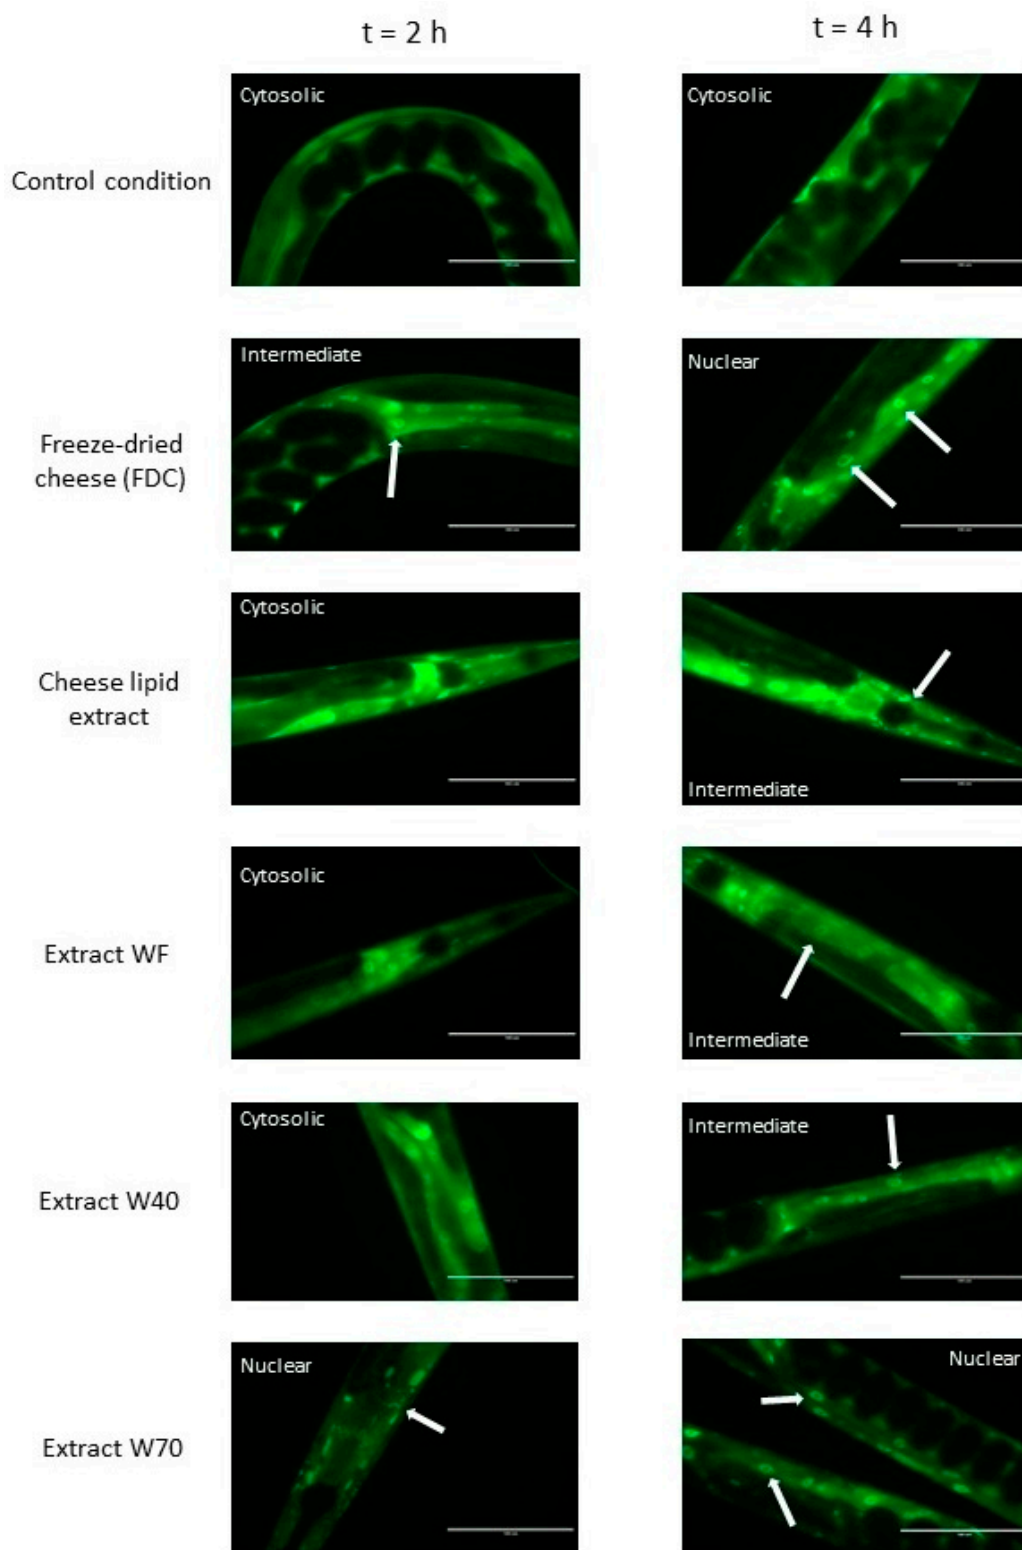 t = 2 h
t = 4 h
Control condition
Cytosolic
Cytosolic
Freeze-dried
cheese (FDC)
Intermediate
Nuclear
Cheese lipid
extract
Cytosolic
Intermediate
Extract WF
Cytosolic
Intermediate
Extract W40
Cytosolic
Intermediate
Extract W70
Nuclear
Nuclear